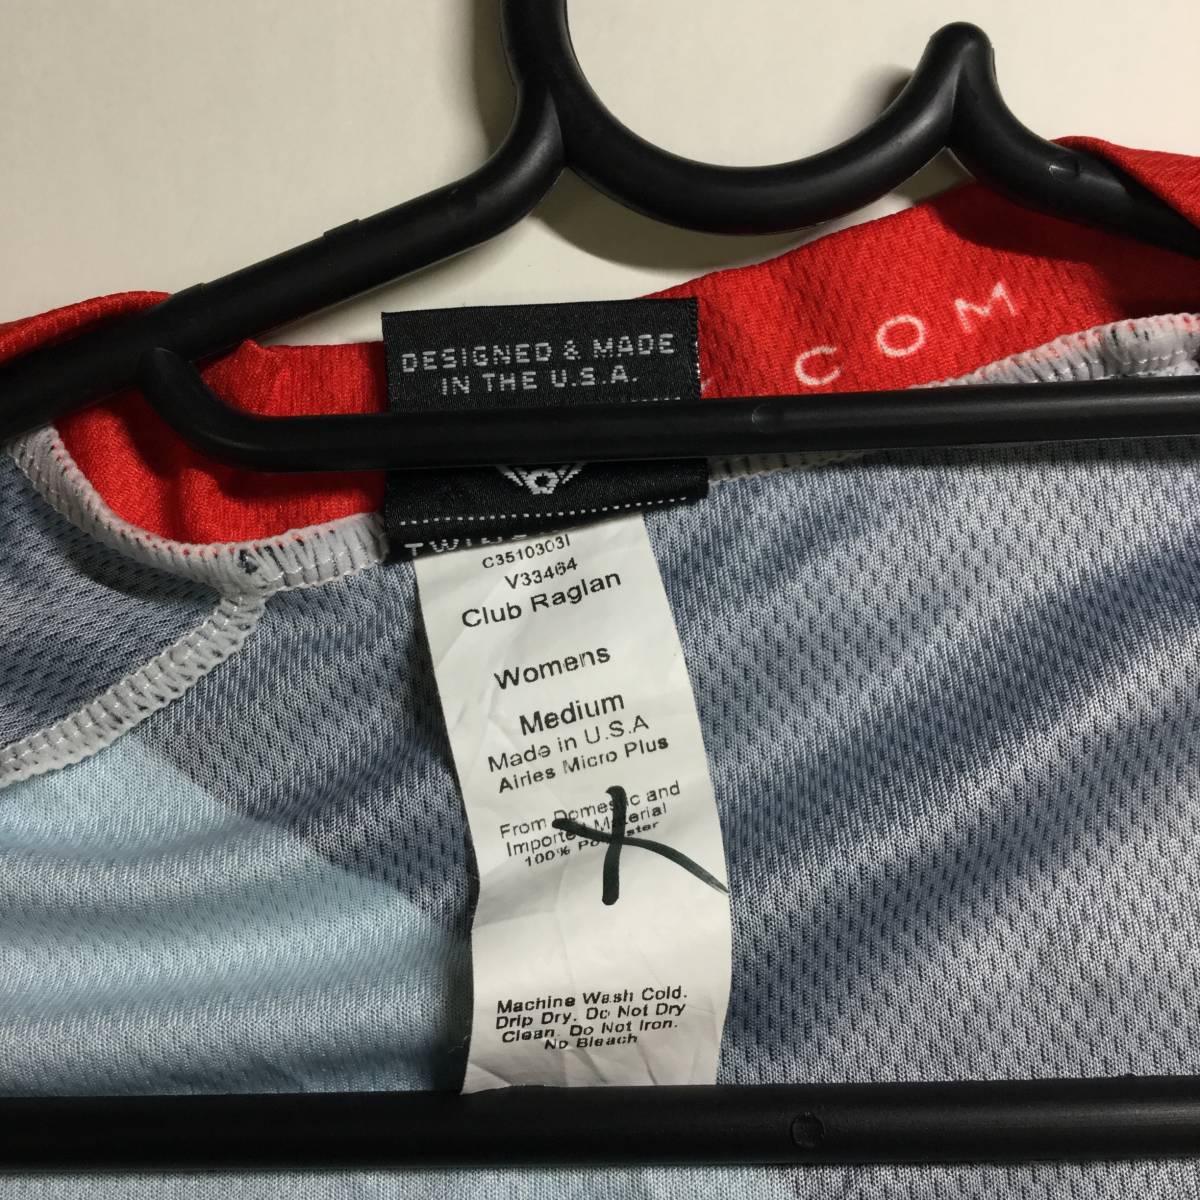 COM
DESIGNED & MADE
IN THE U.S.A.
C3510303I
V33464
Club Raglan
Womens
Medium
Made in U.S.A
Airies Micro Plus
From Domestic and
Imported Material
100% Polyester
Machine Wash Cold.
Drip Dry. Do Not Dry
Clean. Do Not Iron.
No Bleach